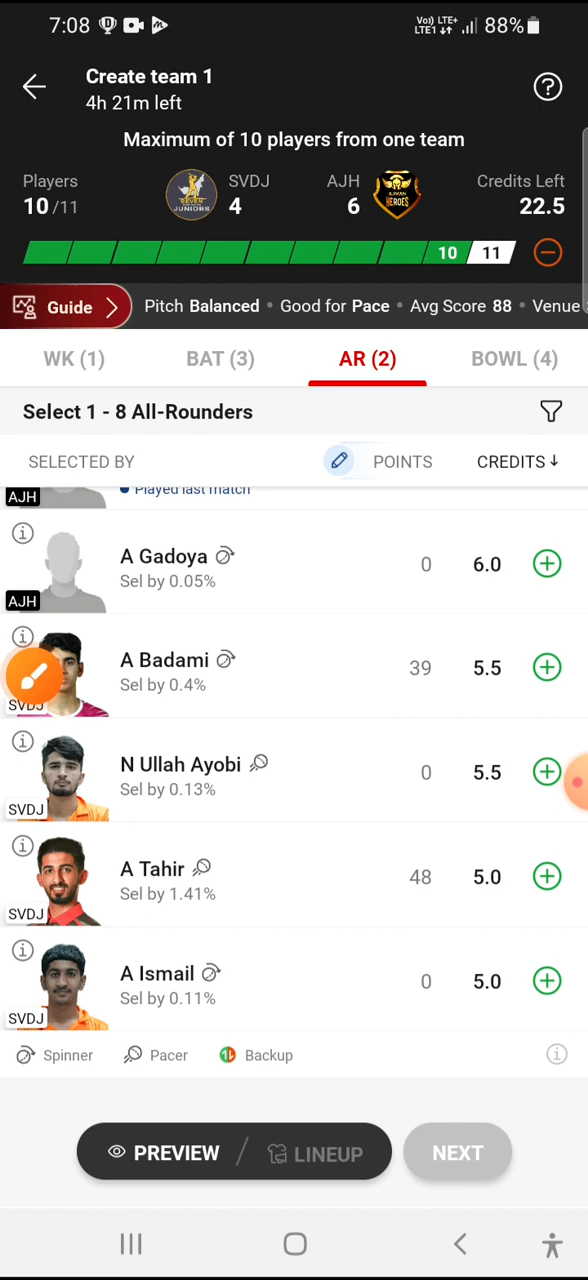 7:08 Vo)) LTE+ LTE1 88%
Create team 1
4h 21m left
Maximum of 10 players from one team
Players SVDJ AJH Credits Left
10/11 4 6 22.5
SEVEN JUNIORS
AJMAN HEROES
10 11
Guide Pitch Balanced • Good for Pace • Avg Score 88 • Venue
WK (1) BAT (3) AR (2) BOWL (4)
Select 1 - 8 All-Rounders
SELECTED BY POINTS CREDITS↓
AJH Played last match
A Gadoya 0 6.0
Sel by 0.05%
AJH
A Badami 39 5.5
Sel by 0.4%
SVDJ
N Ullah Ayobi 0 5.5
Sel by 0.13%
SVDJ
A Tahir 48 5.0
Sel by 1.41%
SVDJ
A Ismail 0 5.0
Sel by 0.11%
SVDJ
Spinner Pacer Backup
PREVIEW / LINEUP NEXT